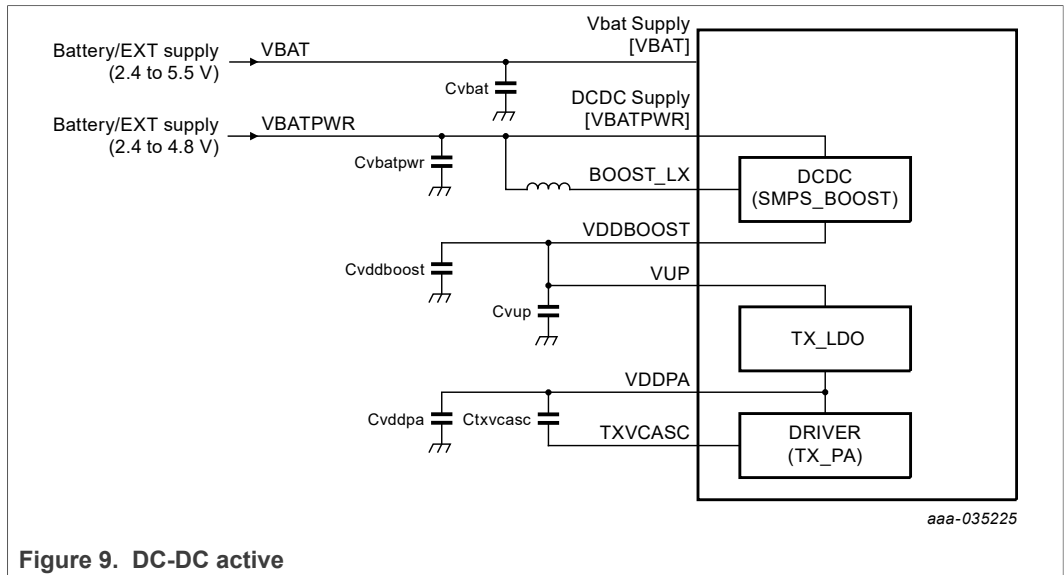 Battery/EXT supply
(2.4 to 5.5 V)
VBAT
Vbat Supply
[VBAT]
Cvbat
Battery/EXT supply
(2.4 to 4.8 V)
VBATPWR
DCDC Supply
[VBATPWR]
Cvbatpwr
BOOST_LX
DCDC
(SMPS_BOOST)
VDDBOOST
Cvddboost
VUP
Cvup
TX_LDO
VDDPA
Cvddpa
Ctxvcasc
TXVCASC
DRIVER
(TX_PA)
aaa-035225
Figure 9. DC-DC active